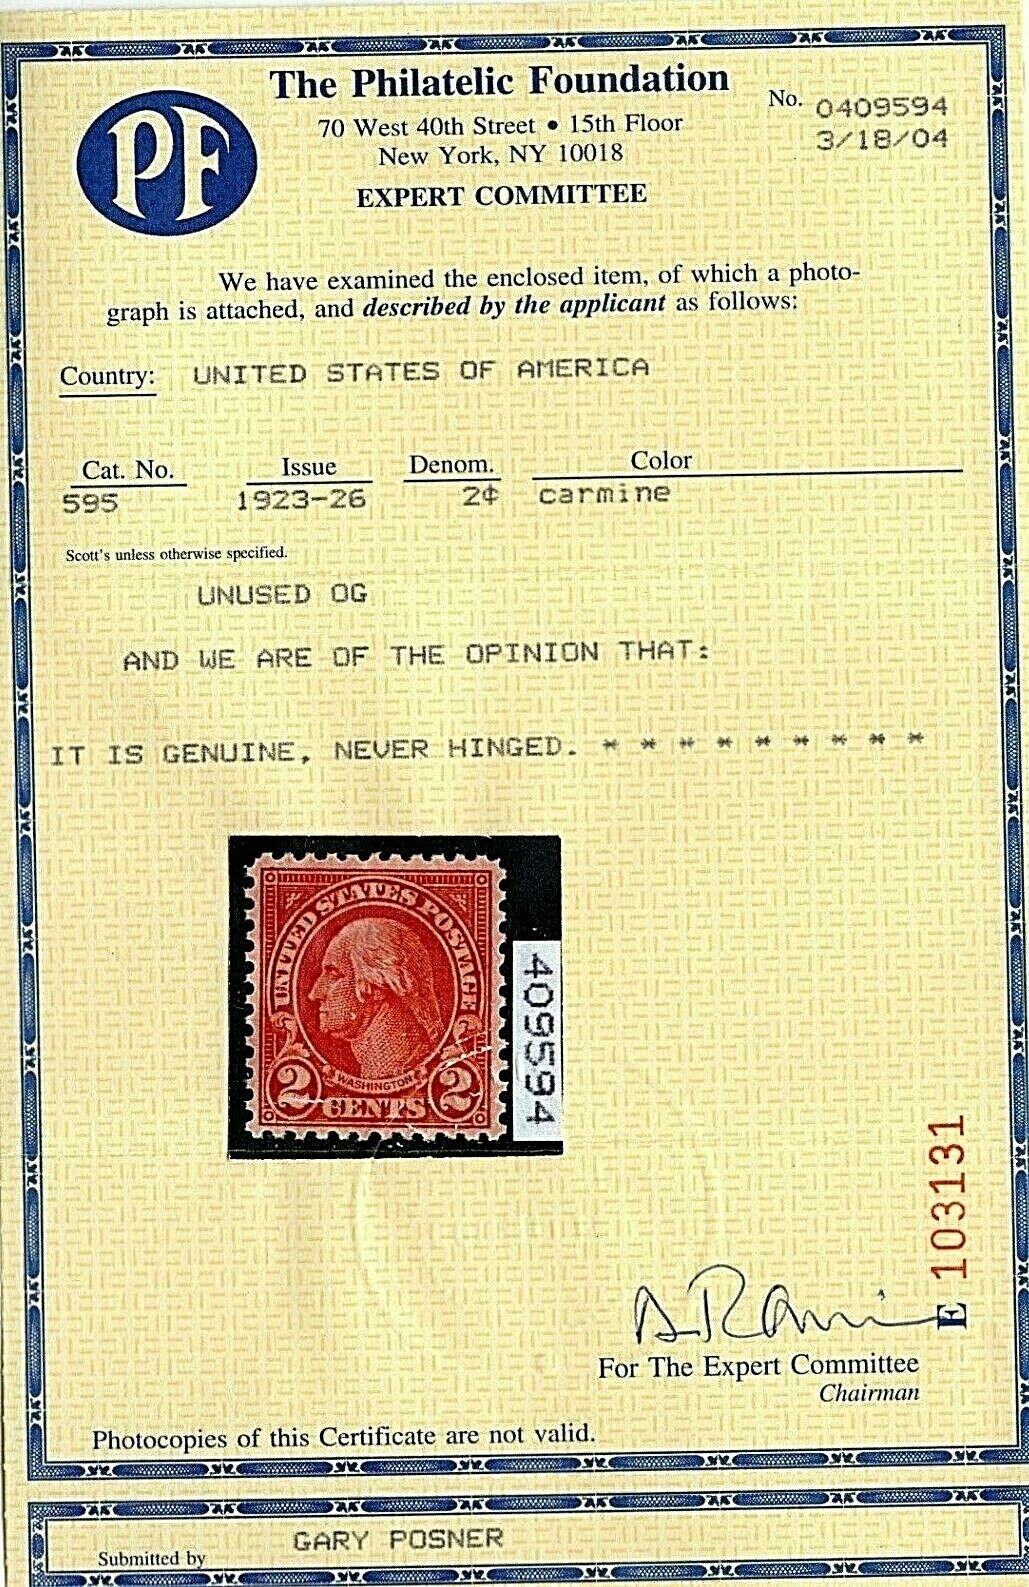 The Philatelic Foundation
No. 0409594
70 West 40th Street • 15th Floor
3/18/04
New York, NY 10018
EXPERT COMMITTEE
PF
We have examined the enclosed item, of which a photo-
graph is attached, and described by the applicant as follows:
Country: UNITED STATES OF AMERICA
Cat. No. Issue Denom. Color
595 1923-26 2¢ carmine
Scott's unless otherwise specified.
UNUSED OG
AND WE ARE OF THE OPINION THAT:
IT IS GENUINE, NEVER HINGED. * * * * * * * * *
UNITED STATES POSTAGE
WASHINGTON
2 CENTS 2
409594
E 103131
For The Expert Committee
Chairman
Photocopies of this Certificate are not valid.
GARY POSNER
Submitted by